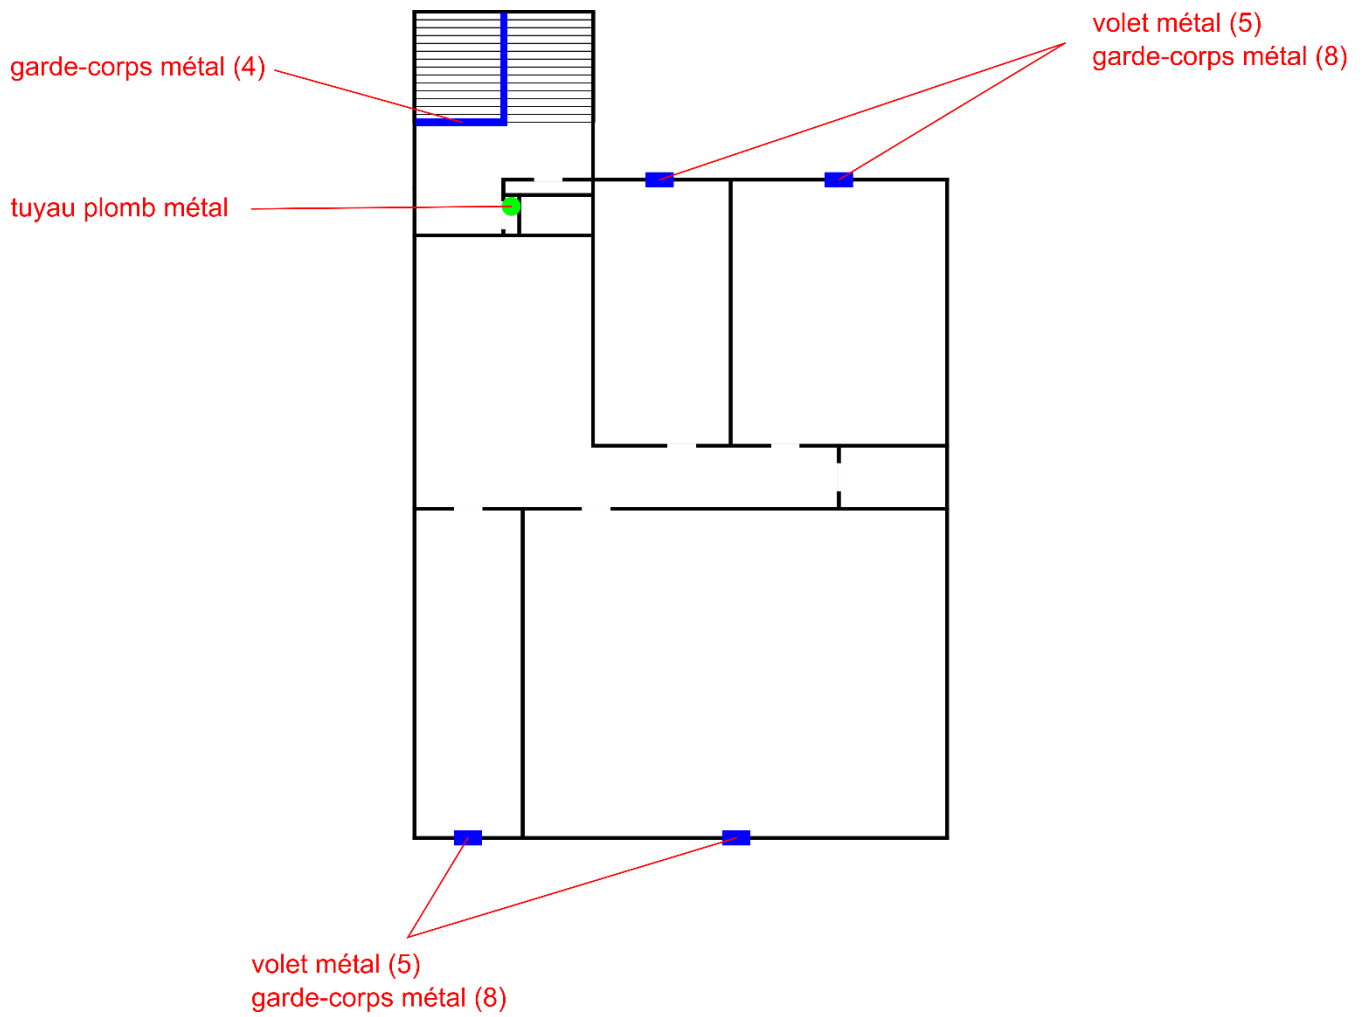 volet métal (5)
garde-corps métal (8)
garde-corps métal (4)
tuyau plomb métal
volet métal (5)
garde-corps métal (8)